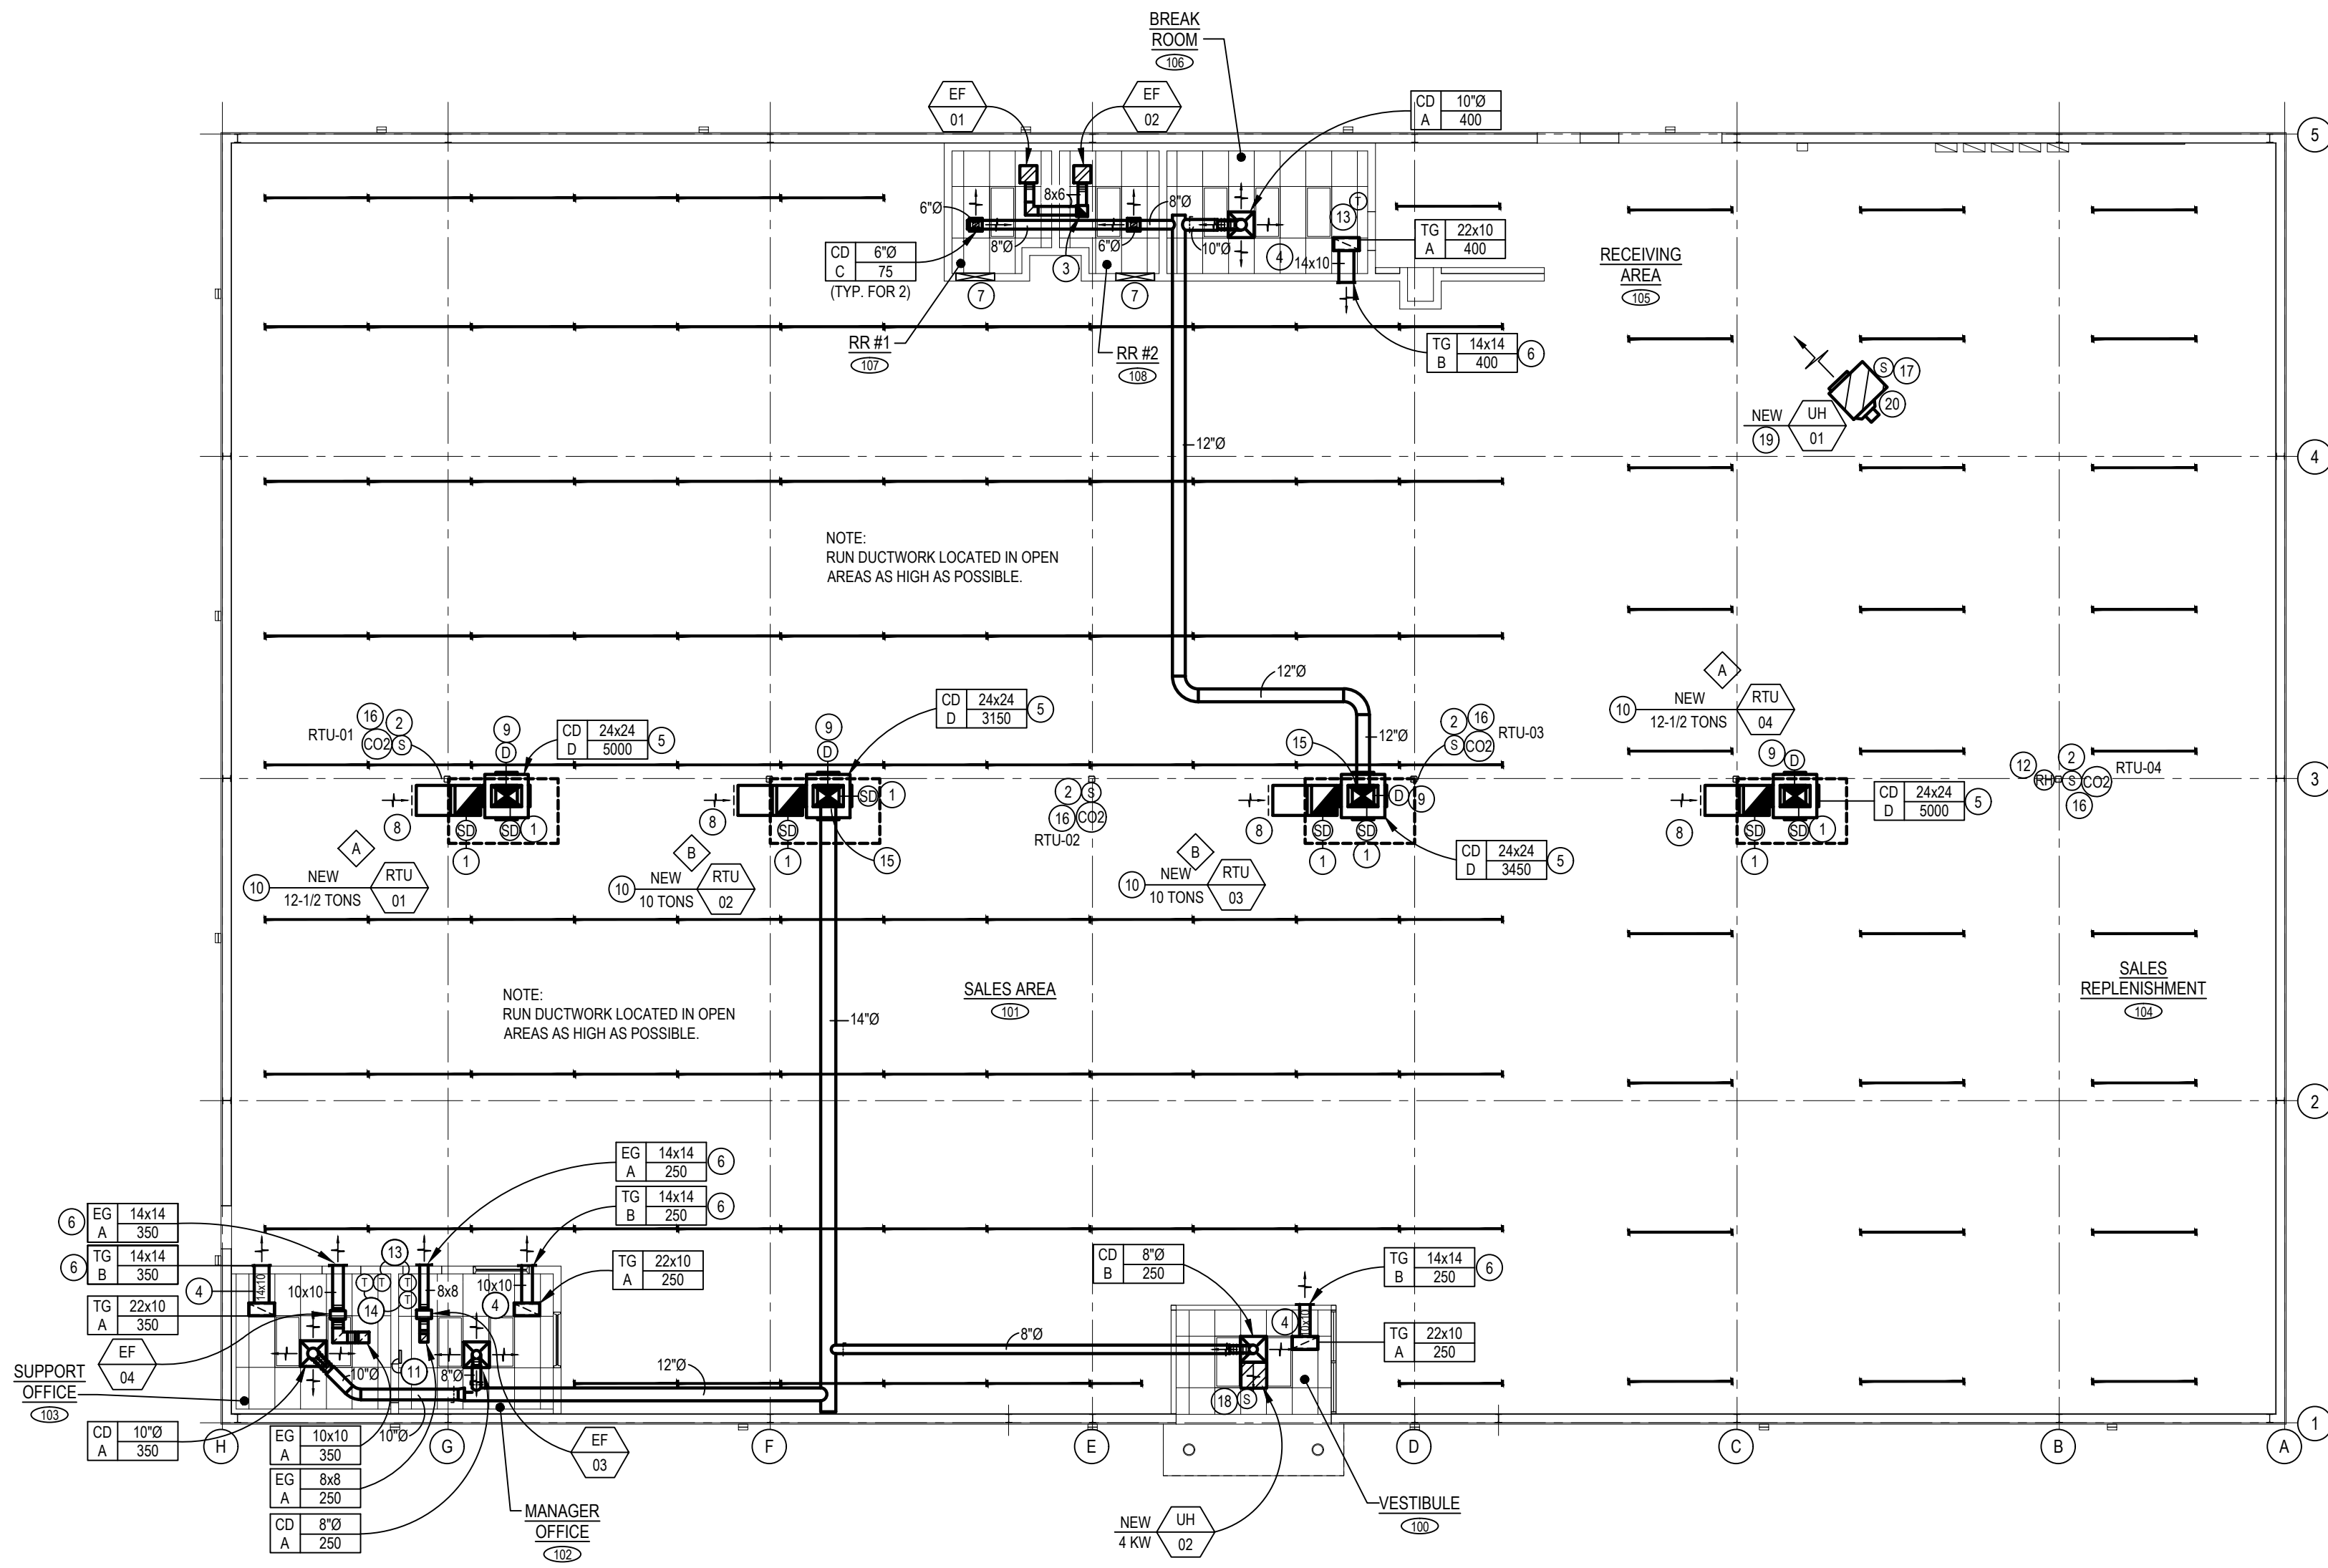 BREAK
ROOM
106
EF
01
EF
02
CD 10"Ø
A 400
5
8x6
6"Ø
8"Ø
8"Ø
6"Ø
10"Ø
13
T
TG 22x10
A 400
CD 6"Ø
C 75
(TYP. FOR 2)
3
4
14x10
7
7
RECEIVING
AREA
105
RR #1
107
RR #2
108
TG 14x14
B 400
6
S
17
20
NEW
19
UH
01
12"Ø
4
NOTE:
RUN DUCTWORK LOCATED IN OPEN
AREAS AS HIGH AS POSSIBLE.
12"Ø
A
10
NEW
12-1/2 TONS
RTU
04
16
2
RTU-01
CO2
S
9
D
CD 24x24
D 5000
5
9
D
CD 24x24
D 3150
5
15
12"Ø
2
16
S
CO2
RTU-03
9
D
12
RH
2
S
CO2
16
RTU-04
3
8
SD
SD
1
1
8
SD
1
SD
1
15
2
S
16
CO2
RTU-02
8
SD
SD
1
1
D
9
8
SD
SD
1
1
CD 24x24
D 5000
5
CD 24x24
D 3450
5
A
10
NEW
12-1/2 TONS
RTU
01
B
10
NEW
10 TONS
RTU
02
B
10
NEW
10 TONS
RTU
03
NOTE:
RUN DUCTWORK LOCATED IN OPEN
AREAS AS HIGH AS POSSIBLE.
SALES AREA
101
14"Ø
SALES
REPLENISHMENT
104
2
EG 14x14
A 250
6
TG 14x14
B 250
6
6
EG 14x14
A 350
6
TG 14x14
B 350
4
14x10
TG 22x10
A 350
10x10
13
T
T
T
T
14
8x8
10x10
4
TG 22x10
A 250
CD 8"Ø
B 250
TG 14x14
B 250
6
4
10x10
TG 22x10
A 250
8"Ø
EF
04
SUPPORT
OFFICE
103
10"Ø
11
8"Ø
12"Ø
18
S
CD 10"Ø
A 350
10"Ø
EG 10x10
A 350
EG 8x8
A 250
CD 8"Ø
A 250
EF
03
MANAGER
OFFICE
102
NEW
4 KW
UH
02
VESTIBULE
100
H
G
F
E
D
C
B
A
1